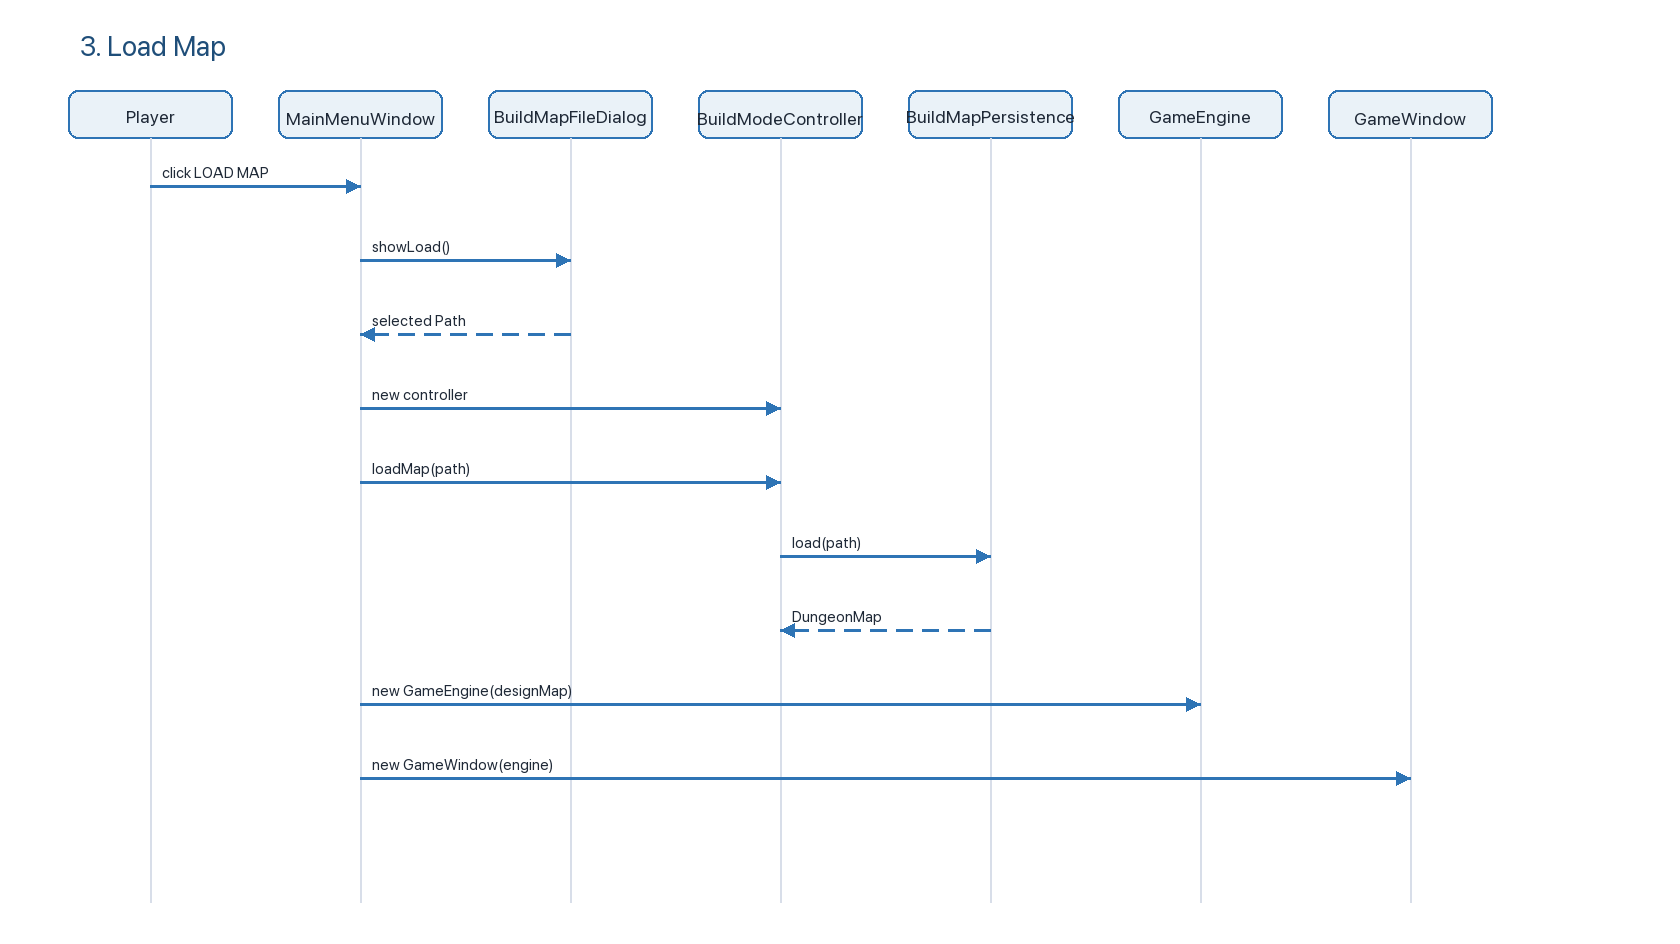 3. Load Map
Player
MainMenuWindow
BuildMapFileDialog
BuildModeController
BuildMapPersistence
GameEngine
GameWindow
click LOAD MAP
showLoad()
selected Path
new controller
loadMap(path)
load(path)
DungeonMap
new GameEngine(designMap)
new GameWindow(engine)